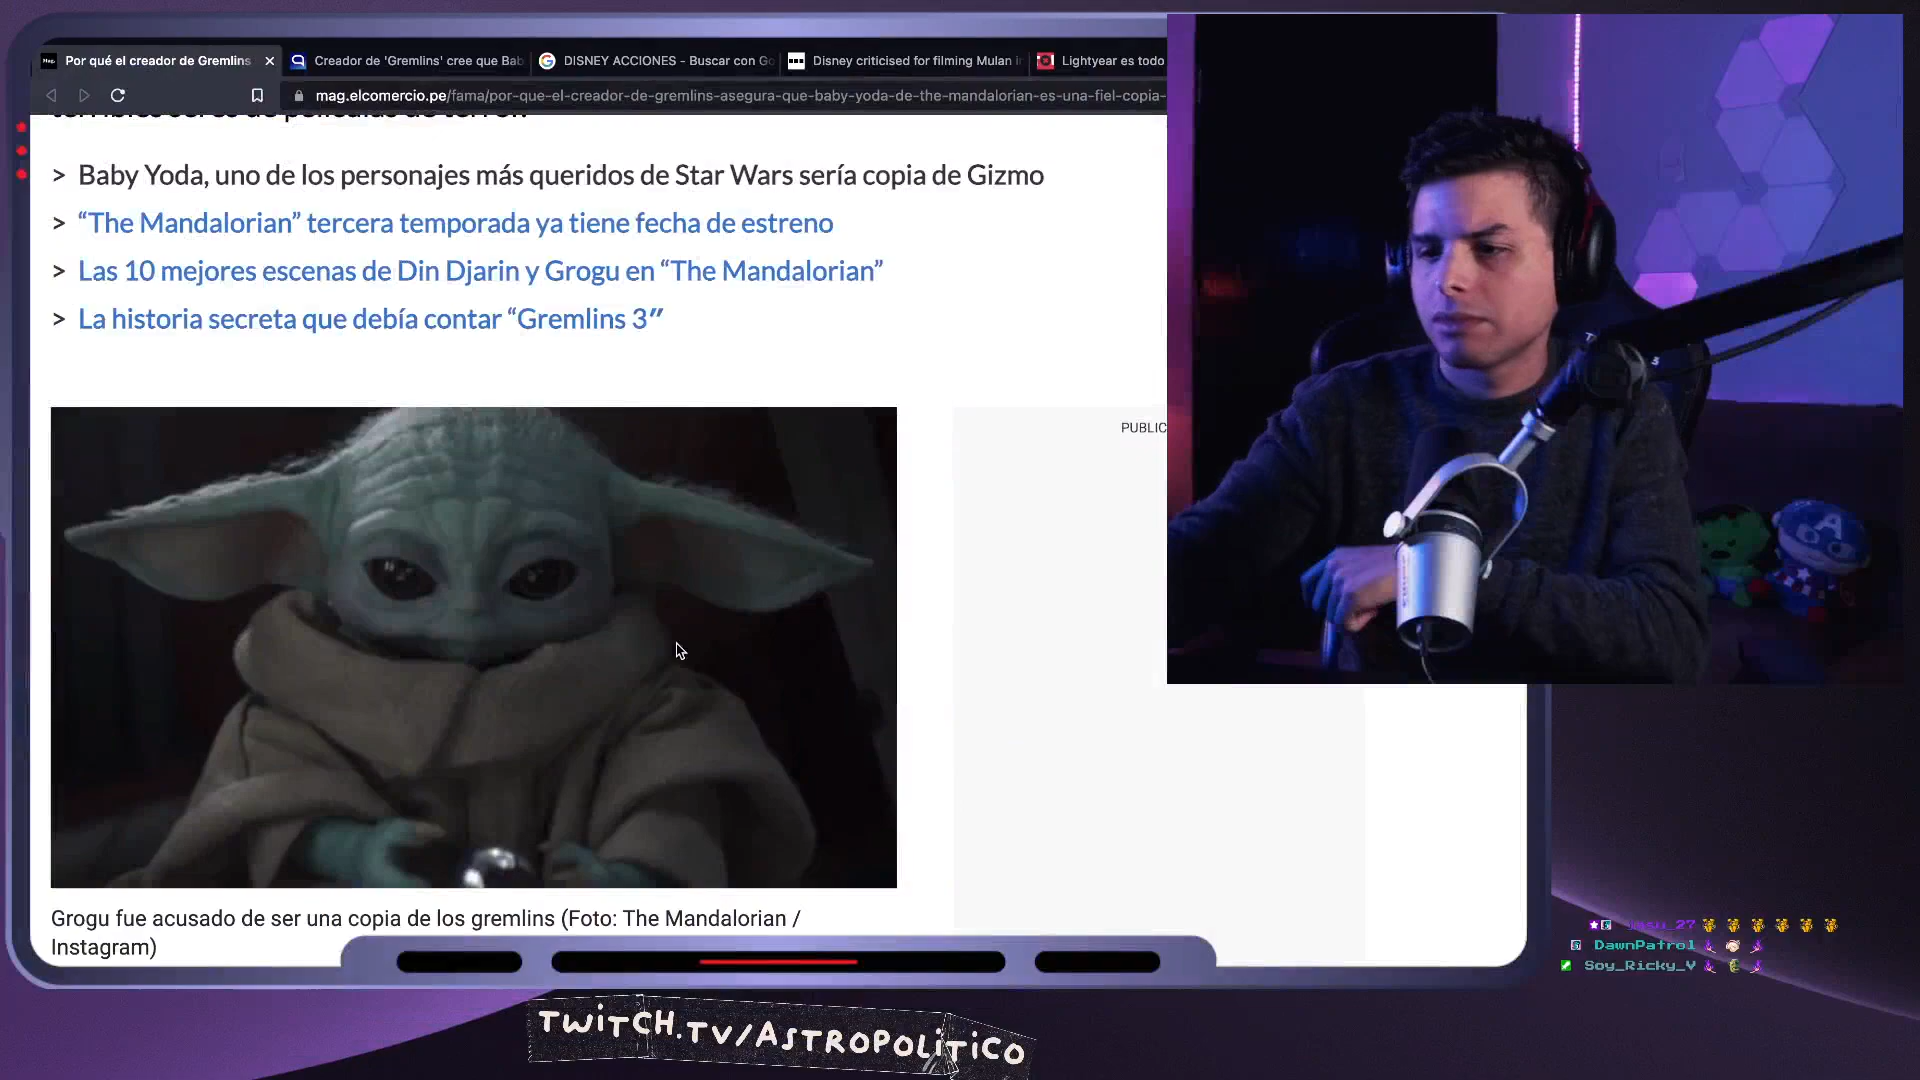 Por qué el creador de Gremlins
Creador de 'Gremlins' cree que Bab
DISNEY ACCIONES - Buscar con Go
Disney criticised for filming Mulan i
Lightyear es todo
mag.elcomercio.pe/fama/por-que-el-creador-de-gremlins-asegura-que-baby-yoda-de-the-mandalorian-es-una-fiel-copia-
> Baby Yoda, uno de los personajes más queridos de Star Wars sería copia de Gizmo
> “The Mandalorian” tercera temporada ya tiene fecha de estreno
> Las 10 mejores escenas de Din Djarin y Grogu en “The Mandalorian”
> La historia secreta que debía contar “Gremlins 3″
PUBLIC
Grogu fue acusado de ser una copia de los gremlins (Foto: The Mandalorian /
Instagram)
DawnPatrol
Soy_Ricky_V
TWiTCH.TV/ASTROPOLiTiCO